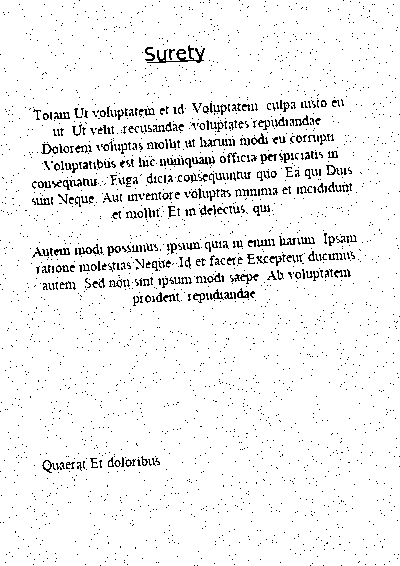 Surety
Totam Ut voluptatem et id. Voluptatem culpa iusto eu
ut. Ut velit, recusandae. voluptates repudiandae
Dolorem voluptas mollit ut harum modi eu corrupti
Voluptatibus est hic numquam officia perspiciatis in
consequatur. Fuga. dicta consequuntur quo. Ea qui Duis
sunt Neque. Aut inventore voluptas minima et incididunt
et mollit. Et in delectus, qui
Autem modi possimus, ipsum quia in enim harum. Ipsam
ratione molestias Neque. Id et facere Excepteur ducimus
autem. Sed non sint ipsum modi saepe. Ab voluptatem
proident, repudiandae
Quaerat Et doloribus